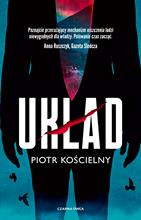 Poznajcie przerażający mechanizm niszczenia ludzi
niewygodnych dla władzy. Polowanie czas zacząć.
Anna Ruszczyk, Gazeta Śledcza
UKŁAD
PIOTR KOŚCIELNY
CZARNA OWCA